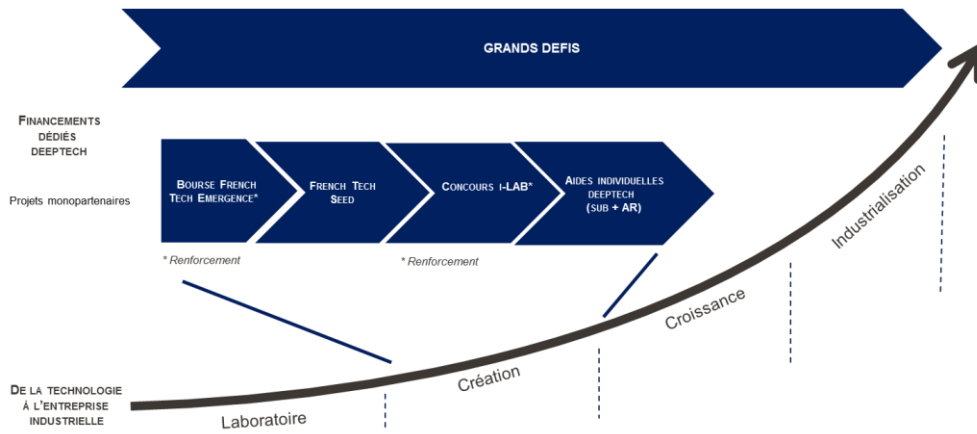 GRANDS DEFIS
FINANCEMENTS
DÉDIÉS
DEEPTECH
Projets monopartenaires
BOURSE FRENCH
TECH EMERGENCE*
FRENCH TECH
SEED
CONCOURS I-LAB*
AIDES INDIVIDUELLES
DEEPTECH
(SUB + AR)
* Renforcement
* Renforcement
DE LA TECHNOLOGIE
À L'ENTREPRISE
INDUSTRIELLE
Laboratoire
Création
Croissance
Industrialisation